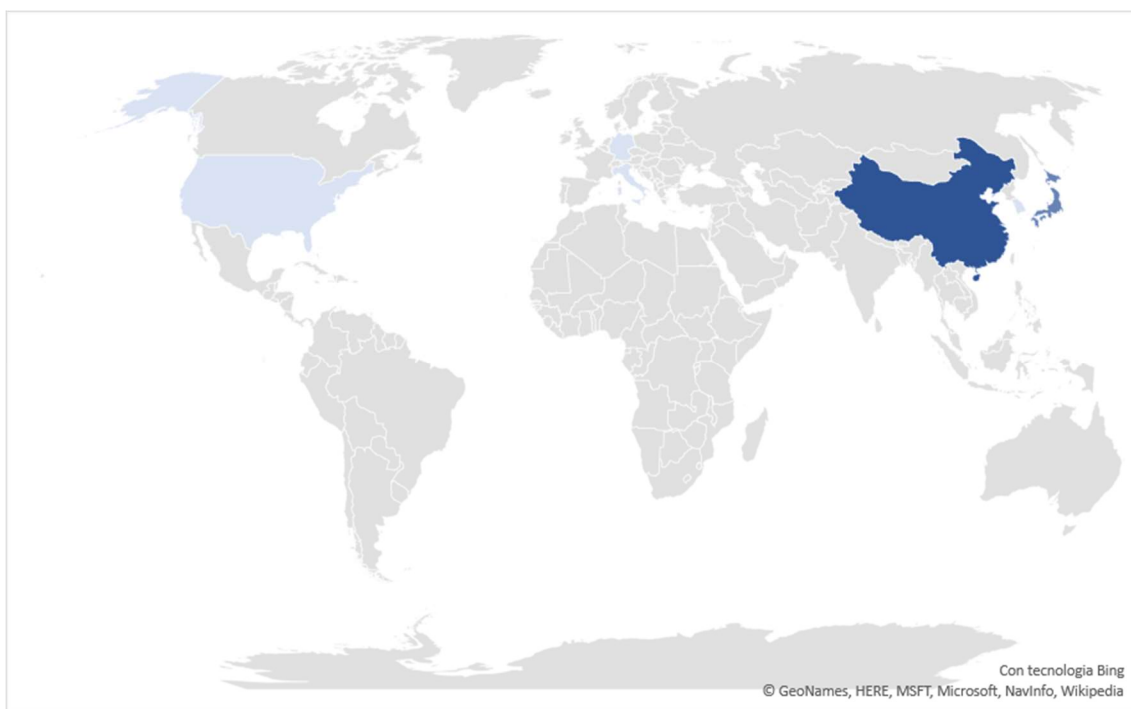 Con tecnologia Bing
© GeoNames, HERE, MSFT, Microsoft, NavInfo, Wikipedia